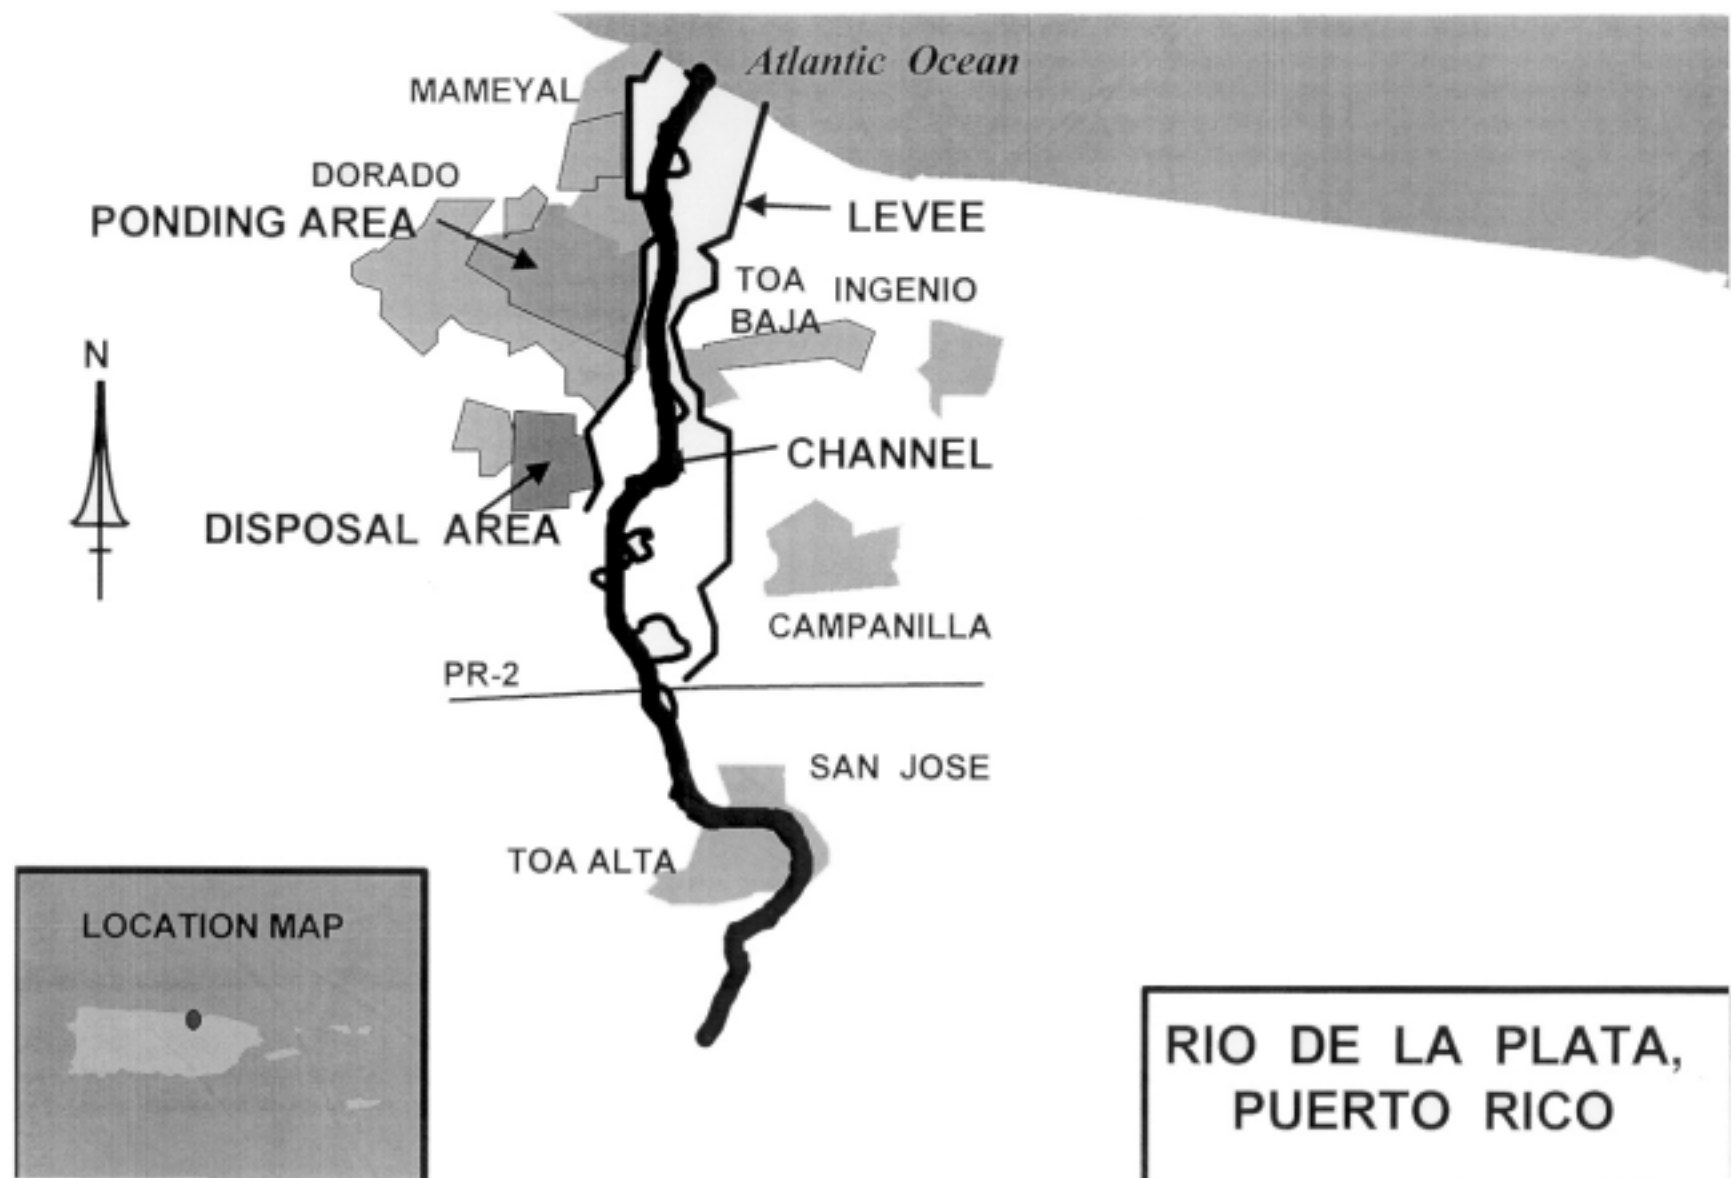 Atlantic Ocean
MAMEYAL
DORADO
PONDING AREA
LEVEE
TOA
BAJA
INGENIO
N
CHANNEL
DISPOSAL AREA
CAMPANILLA
PR-2
SAN JOSE
TOA ALTA
LOCATION MAP
RIO DE LA PLATA,
PUERTO RICO